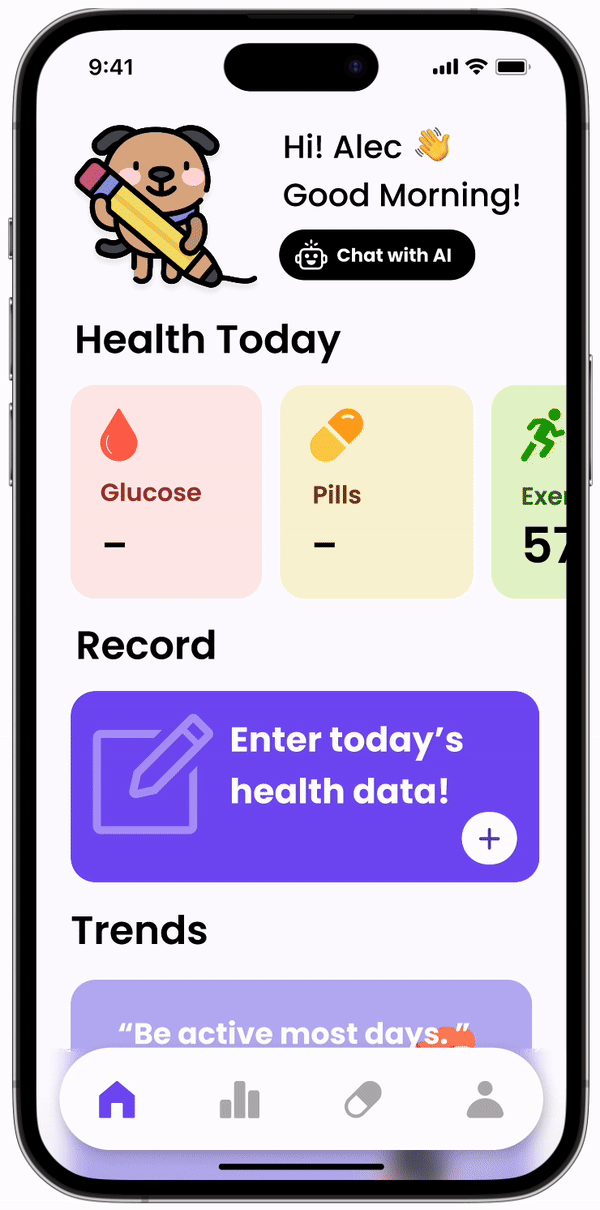 9:41
Hi! Alec 👋
Good Morning!
Chat with AI
Health Today
Glucose
–
Pills
–
Exer
57
Record
Enter today’s
health data!
Trends
“Be active most days. ”